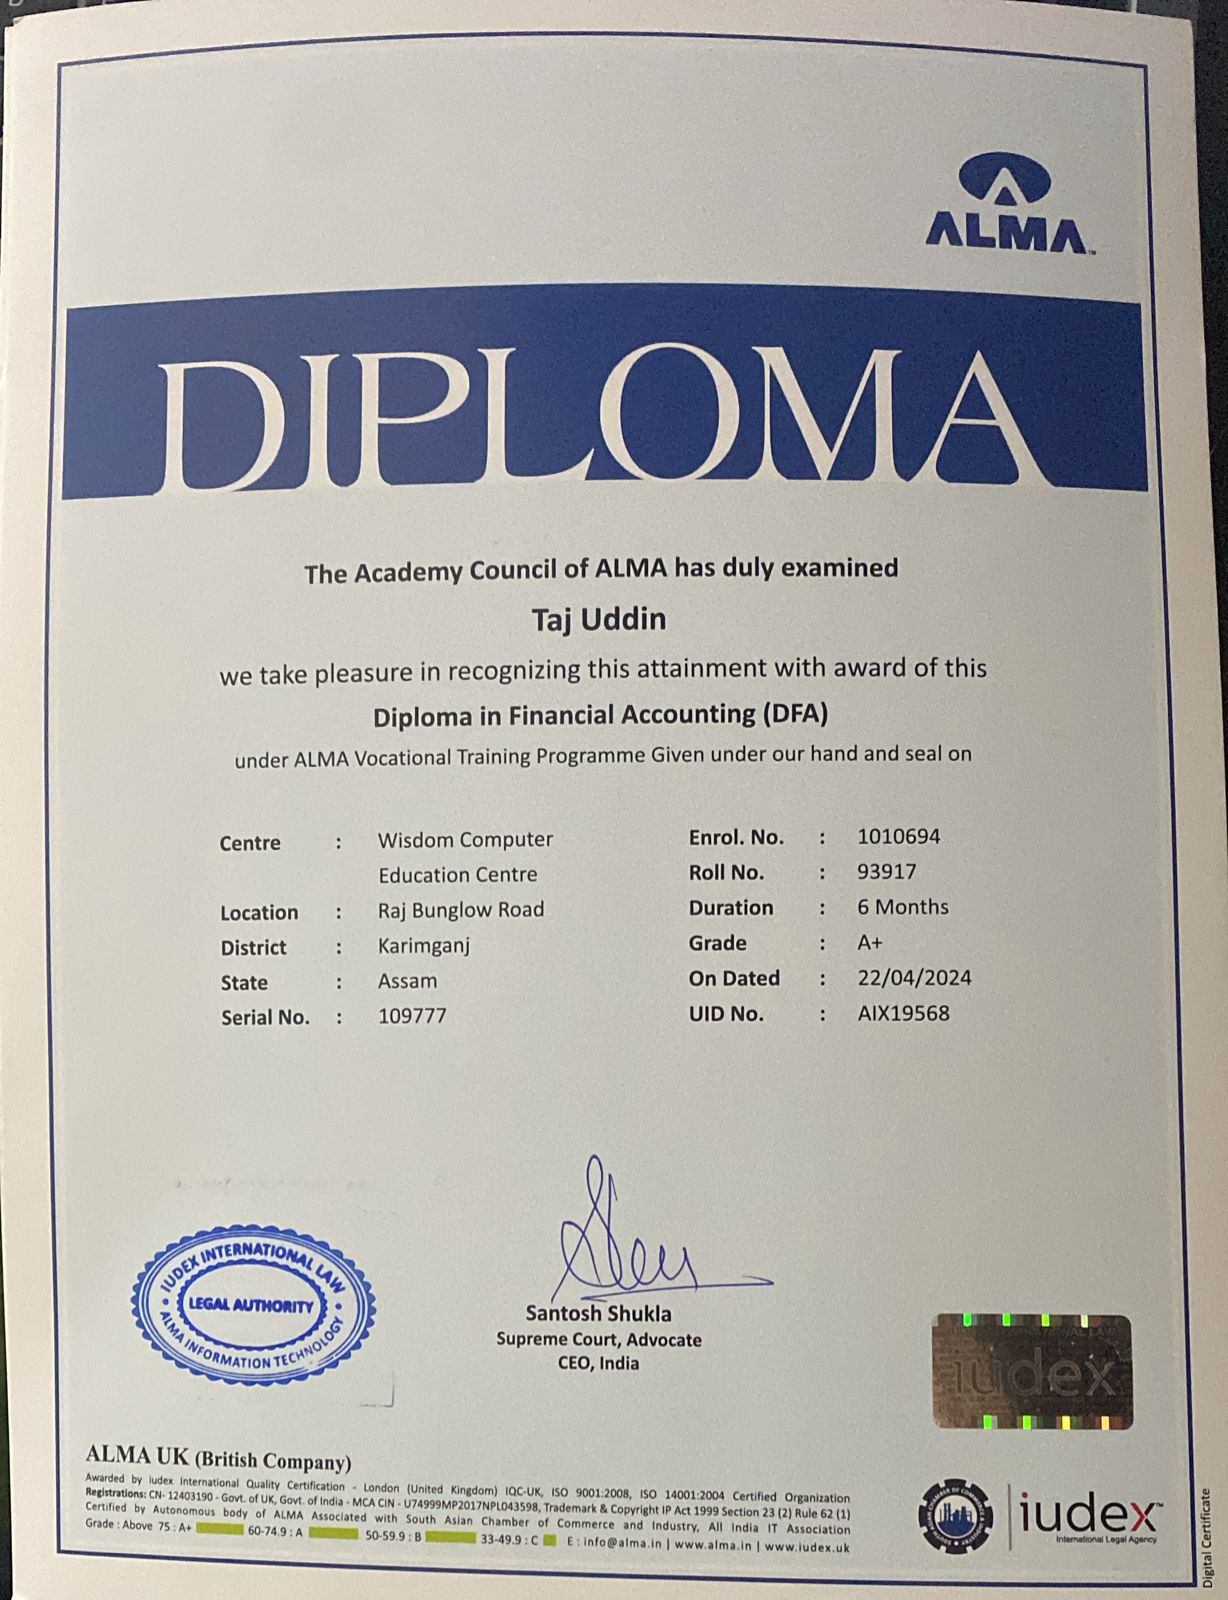 ALMA™
DIPLOMA
The Academy Council of ALMA has duly examined
Taj Uddin
we take pleasure in recognizing this attainment with award of this
Diploma in Financial Accounting (DFA)
under ALMA Vocational Training Programme Given under our hand and seal on
Centre : Wisdom Computer
Education Centre
Location : Raj Bunglow Road
District : Karimganj
State : Assam
Serial No. : 109777
Enrol. No. : 1010694
Roll No. : 93917
Duration : 6 Months
Grade : A+
On Dated : 22/04/2024
UID No. : AIX19568
IUDEX INTERNATIONAL LAW
LEGAL AUTHORITY
ALMA INFORMATION TECHNOLOGY
Santosh Shukla
Supreme Court, Advocate
CEO, India
iudex
ALMA UK (British Company)
Awarded by iudex International Quality Certification - London (United Kingdom) IQC-UK, ISO 9001:2008, ISO 14001:2004 Certified Organization
Registrations: CN- 12403190 - Govt. of UK, Govt. of India - MCA CIN - U74999MP2017NPL043598, Trademark & Copyright IP Act 1999 Section 23 (2) Rule 62 (1)
Certified by Autonomous body of ALMA Associated with South Asian Chamber of Commerce and Industry, All India IT Association
Grade : Above 75 : A+ 60-74.9 : A 50-59.9 : B 33-49.9 : C E : info@alma.in | www.alma.in | www.iudex.uk
iudex™
International Legal Agency
Digital Certificate